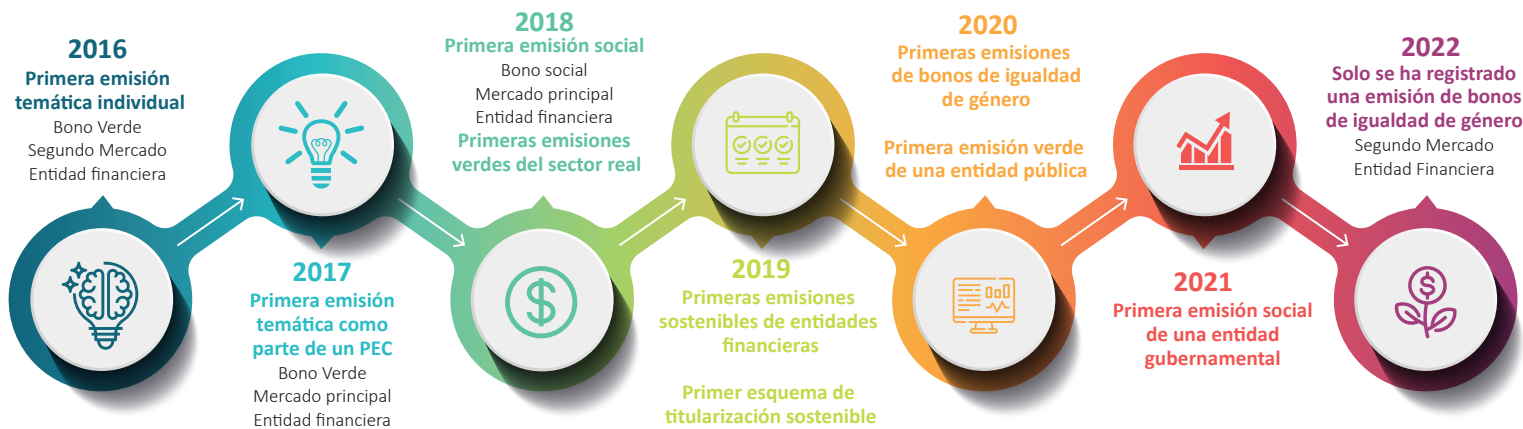 2016
Primera emisión
temática individual
Bono Verde
Segundo Mercado
Entidad financiera
2017
Primera emisión
temática como
parte de un PEC
Bono Verde
Mercado principal
Entidad financiera
2018
Primera emisión social
Bono social
Mercado principal
Entidad financiera
Primeras emisiones
verdes del sector real
2019
Primeras emisiones
sostenibles de entidades
financieras
Primer esquema de
titularización sostenible
2020
Primeras emisiones
de bonos de igualdad
de género
Primera emisión verde
de una entidad pública
2021
Primera emisión social
de una entidad
gubernamental
2022
Solo se ha registrado
una emisión de bonos
de igualdad de género
Segundo Mercado
Entidad Financiera